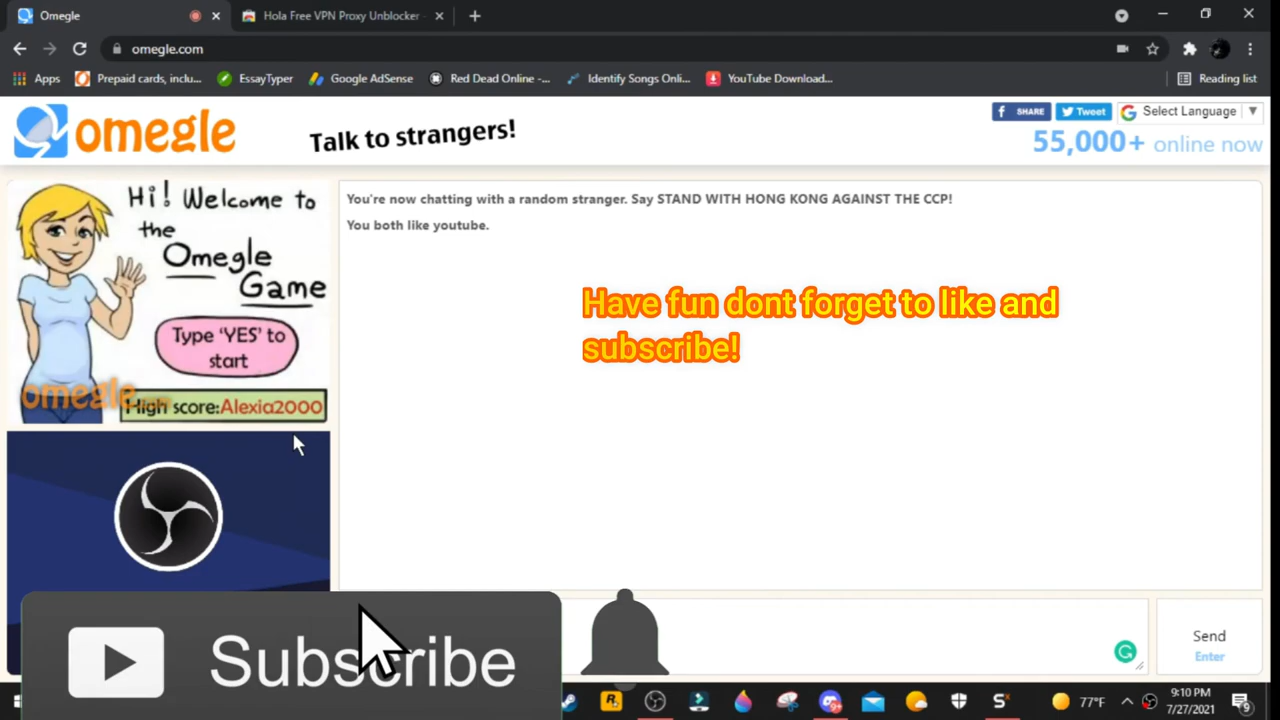 Omegle
Hola Free VPN Proxy Unblocker
omegle.com
Apps
Prepaid cards, inclu...
EssayTyper
Google AdSense
Red Dead Online -...
Identify Songs Onli...
YouTube Download...
Reading list
omegle
Talk to strangers!
SHARE
Tweet
Select Language
55,000+ online now
Hi! Welcome to
the
Omegle
Game
Type 'YES' to
start
omegle
High score:Alexia2000
You're now chatting with a random stranger. Say STAND WITH HONG KONG AGAINST THE CCP!
You both like youtube.
Have fun dont forget to like and
subscribe!
Send
Enter
Subscribe
77°F
9:10 PM
7/27/2021
9